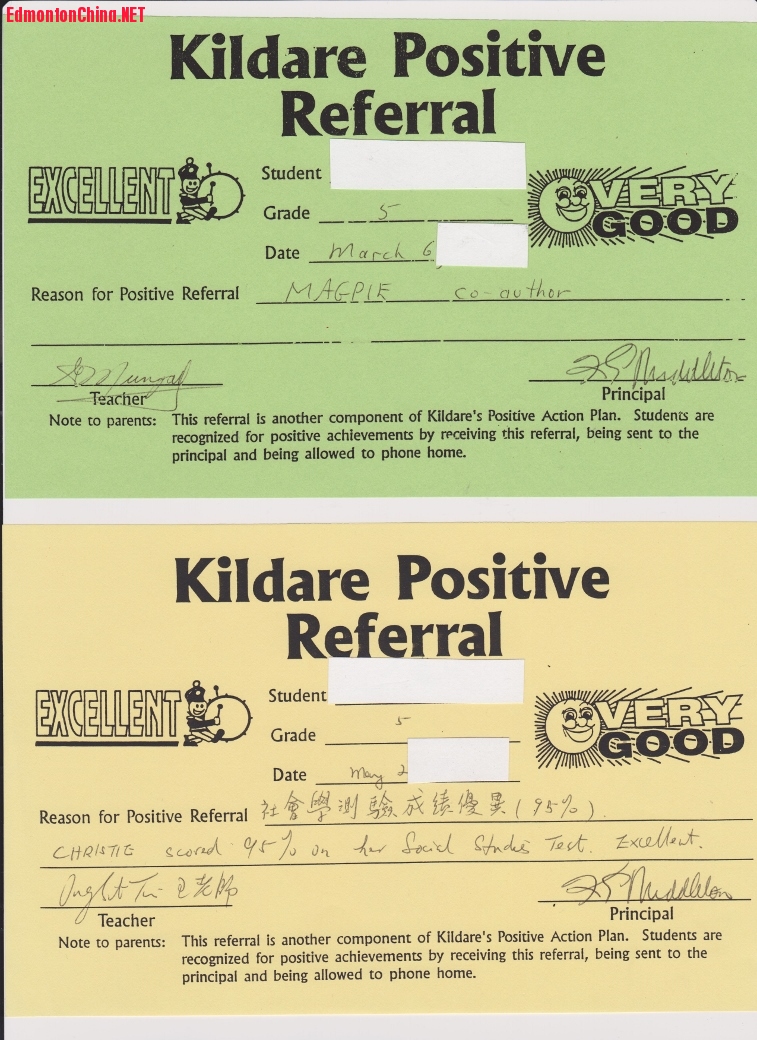 EdmontonChina.NET
Kildare Positive
Referral
EXCELLENT
Student
VERY GOOD
Grade 5
Date March 6,
Reason for Positive Referral MAGPIE co-author
Middleton
Teacher
Principal
Note to parents: This referral is another component of Kildare's Positive Action Plan. Students are
recognized for positive achievements by receiving this referral, being sent to the
principal and being allowed to phone home.
Kildare Positive
Referral
EXCELLENT
Student
VERY GOOD
Grade 5
Date May 2
Reason for Positive Referral 社會學測驗成績優異(95%).
CHRISTIE scored 95% on her Social Studies Test. Excellent.
王老師 Middleton
Teacher
Principal
Note to parents: This referral is another component of Kildare's Positive Action Plan. Students are
recognized for positive achievements by receiving this referral, being sent to the
principal and being allowed to phone home.